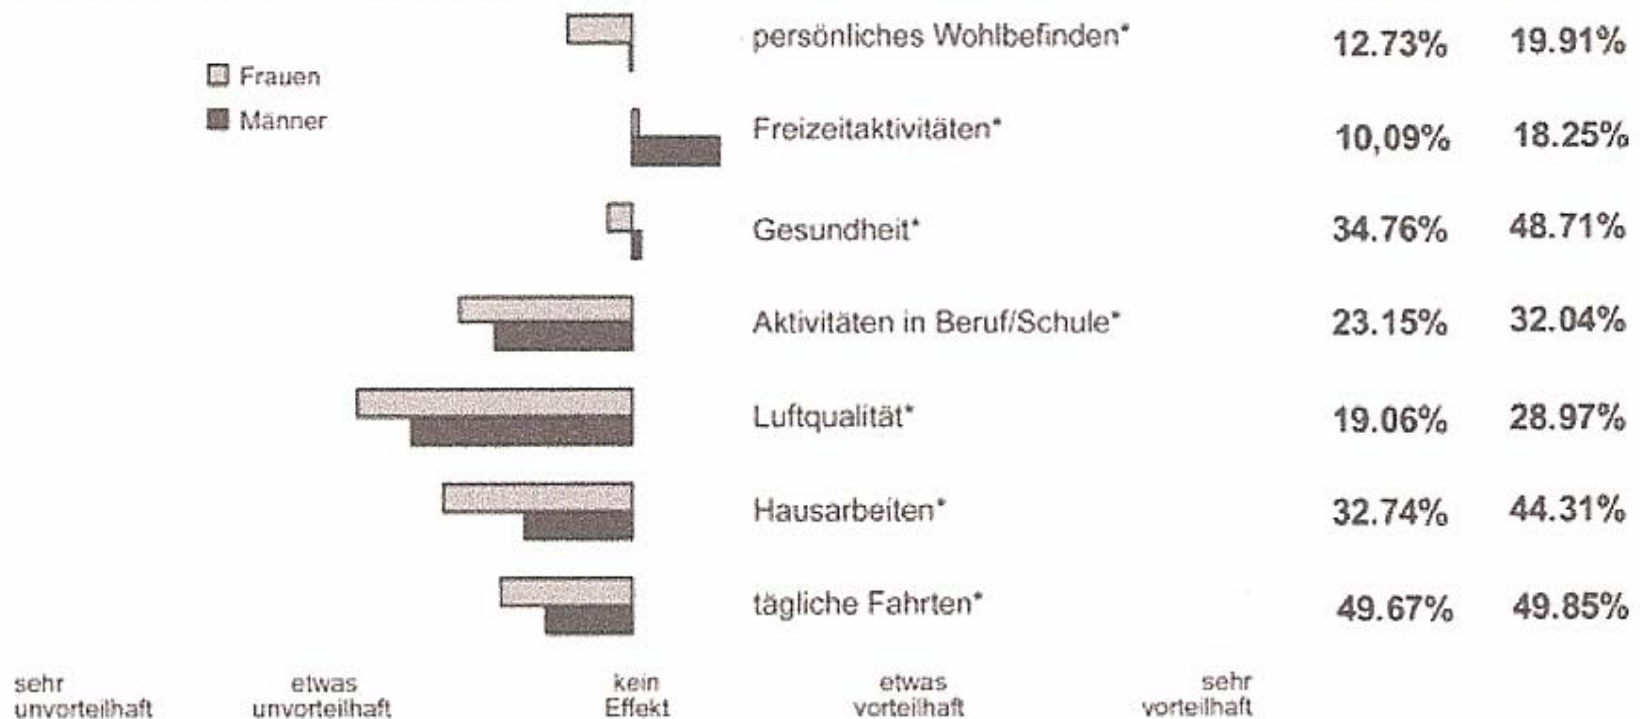 persönliches Wohlbefinden* 12.73% 19.91%
Frauen
Männer
Freizeitaktivitäten* 10,09% 18.25%
Gesundheit* 34.76% 48.71%
Aktivitäten in Beruf/Schule* 23.15% 32.04%
Luftqualität* 19.06% 28.97%
Hausarbeiten* 32.74% 44.31%
tägliche Fahrten* 49.67% 49.85%
sehr unvorteilhaft
etwas unvorteilhaft
kein Effekt
etwas vorteilhaft
sehr vorteilhaft